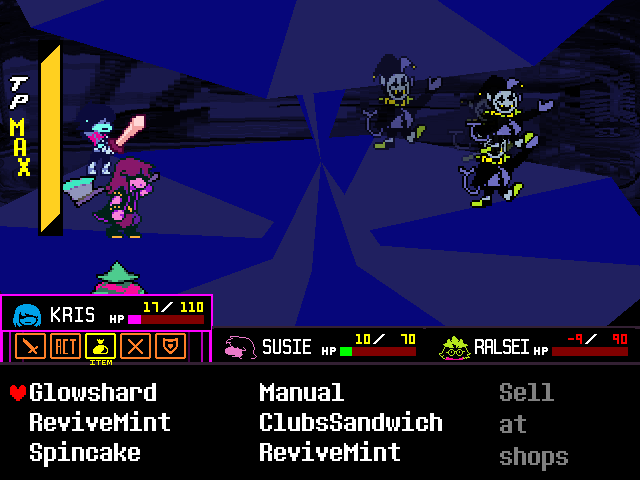 TP
MAX
KRIS HP 17/ 110
ACT
ITEM
SUSIE HP 10/ 70
RALSEI HP -9/ 90
Glowshard Manual Sell
ReviveMint ClubsSandwich at
Spincake ReviveMint shops